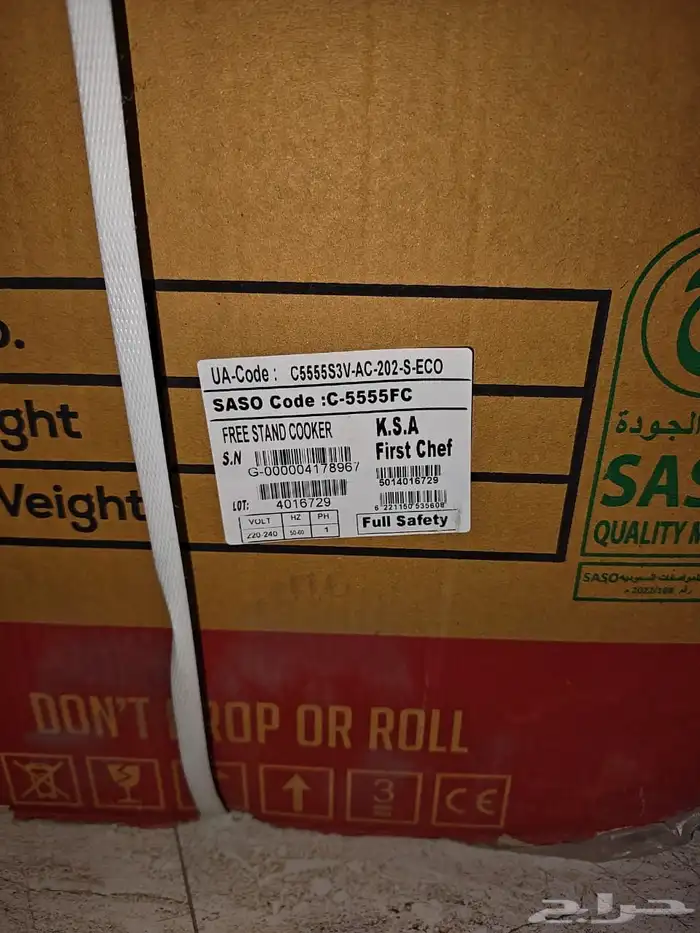 o.
ght
Weight
UA-Code : C5555S3V-AC-202-S-ECO
SASO Code :C-5555FC
FREE STAND COOKER
K.S.A
First Chef
S.N
G-000004178967
5014016729
LOT:
4016729
6 221150 535608
VOLT HZ PH
220-240 50-60 1
Full Safety
الجودة
SAS
QUALITY M
SASO
DON'T ROP OR ROLL
3
CE
حراج